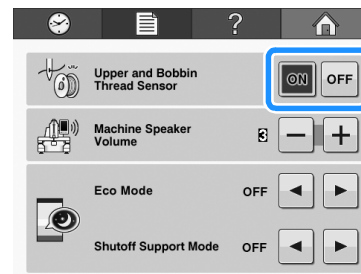 ?
Upper and Bobbin
Thread Sensor
ON OFF
Machine Speaker
Volume
3 − +
Eco Mode OFF
Shutoff Support Mode OFF